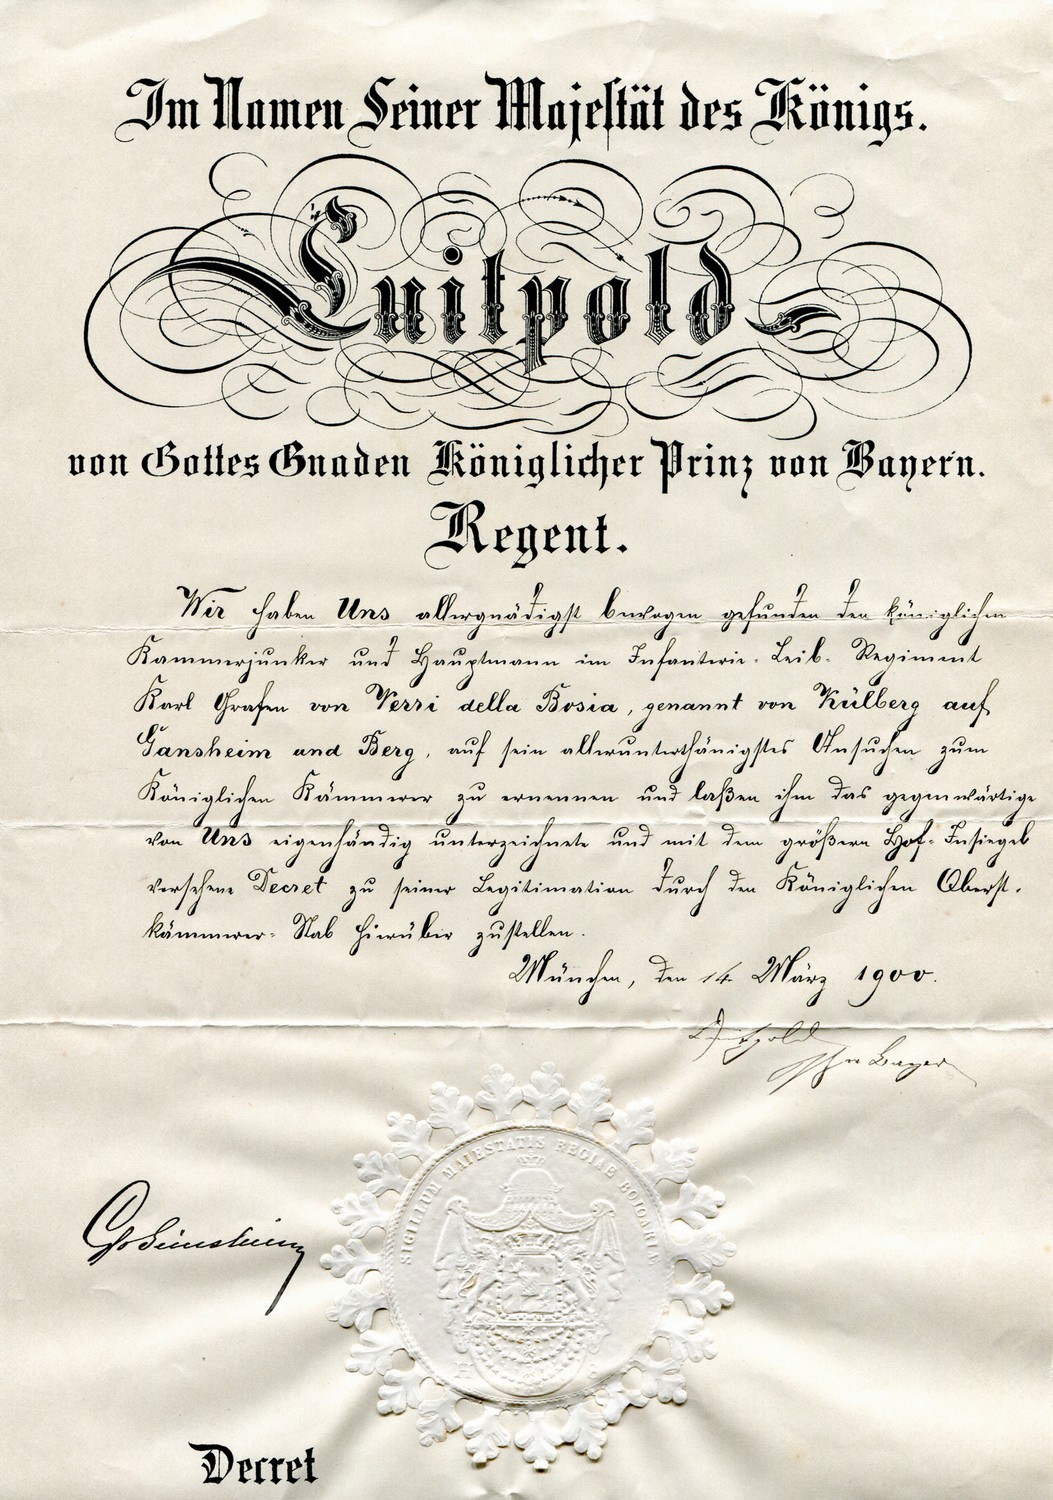 Im Namen Seiner Majestät des Königs.
Luitpold
von Gottes Gnaden Königlicher Prinz von Bayern.
Regent.
Wir haben Uns allergnädigst bewogen gefunden den königlichen
Kammerjunker und Hauptmann im Infanterie-Leib-Regiment
Karl Grafen von Verri della Bosia, genannt von Külberg auf
Gansheim und Berg, auf sein allerunterthänigstes Ansuchen zum
Königlichen Kämmerer zu ernennen und laßen ihm das gegenwärtige
von Uns eigenhändig unterzeichnete und mit dem größern Hof-Insiegel
versehene Decret zu seiner Legitimation durch den Königlichen Oberst-
kämmerer-Stab hierüber zustellen.
München, den 14. März 1900.
Luitpold
SIGILLUM MAIESTATIS REGIAE BOIOARIAE
Decret